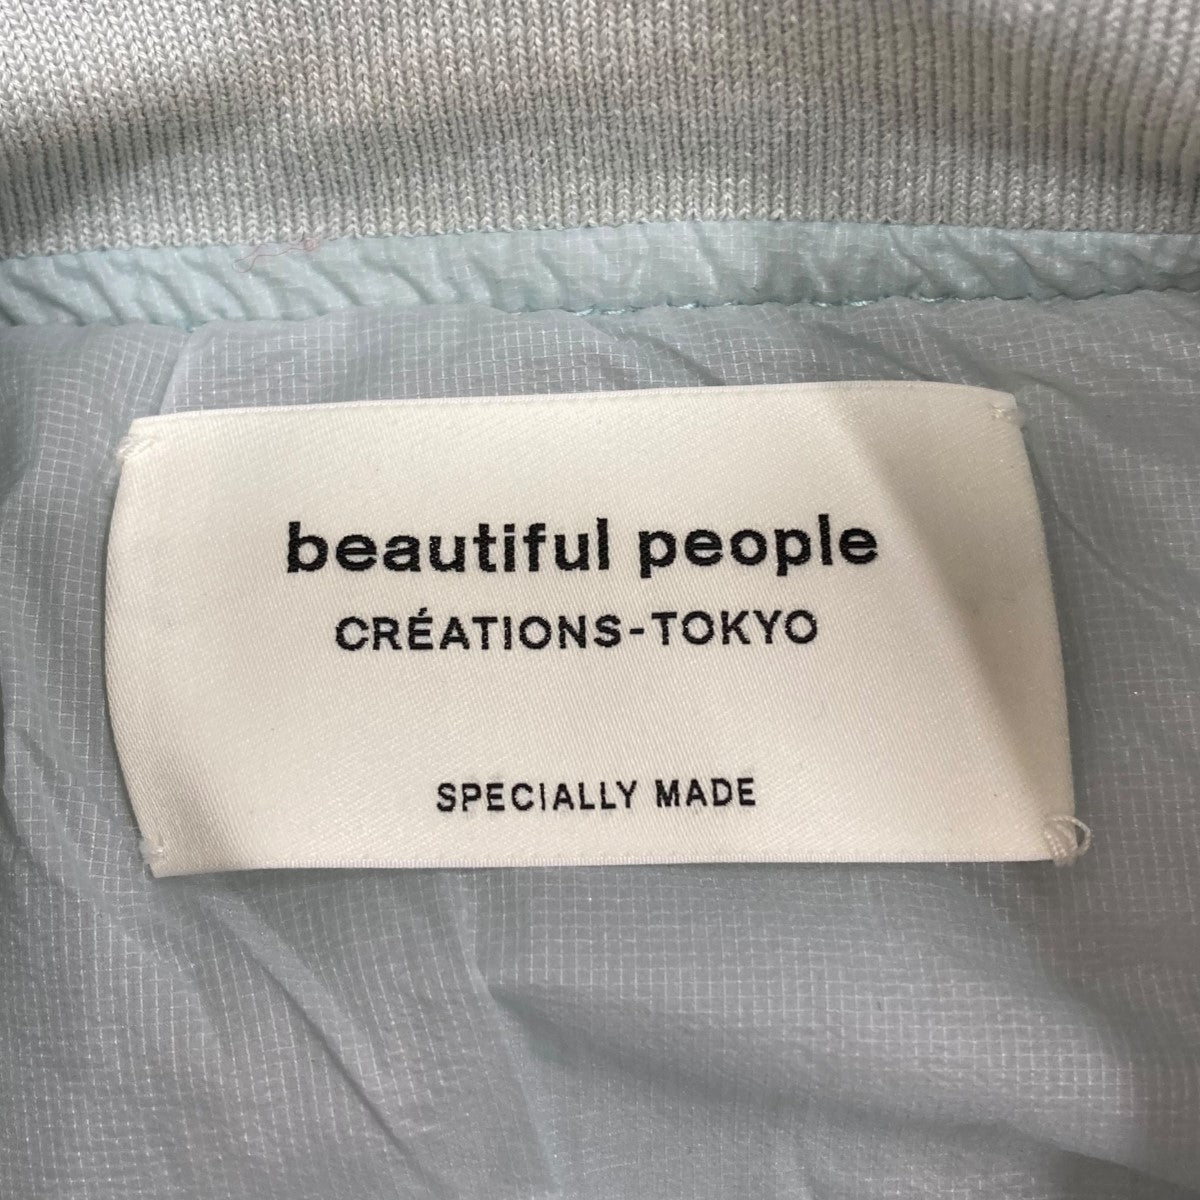 beautiful people
CRÉATIONS-TOKYO
SPECIALLY MADE